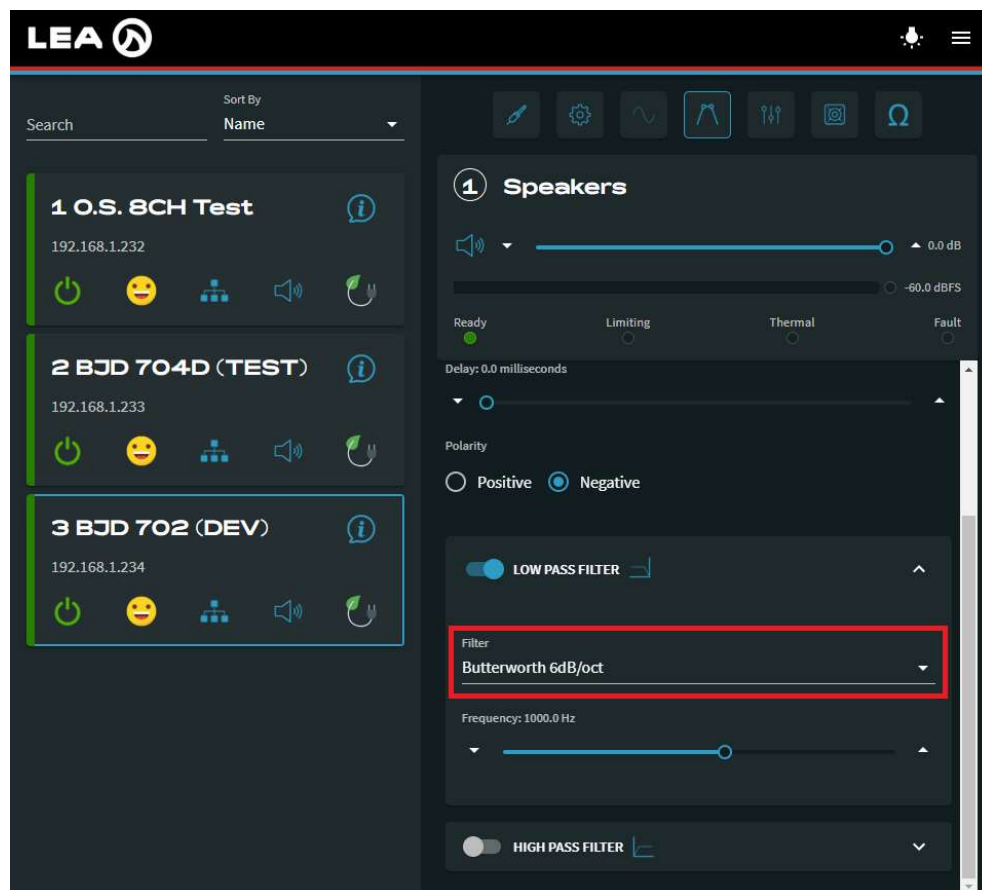 LEA
Sort By
Search
Name
1 O.S. 8CH Test
192.168.1.232
2 BJD 704D (TEST)
192.168.1.233
3 BJD 702 (DEV)
192.168.1.234
Ω
1 Speakers
0.0 dB
-60.0 dBFS
Ready Limiting Thermal Fault
Delay: 0.0 milliseconds
Polarity
Positive Negative
LOW PASS FILTER
Filter
Butterworth 6dB/oct
Frequency: 1000.0 Hz
HIGH PASS FILTER